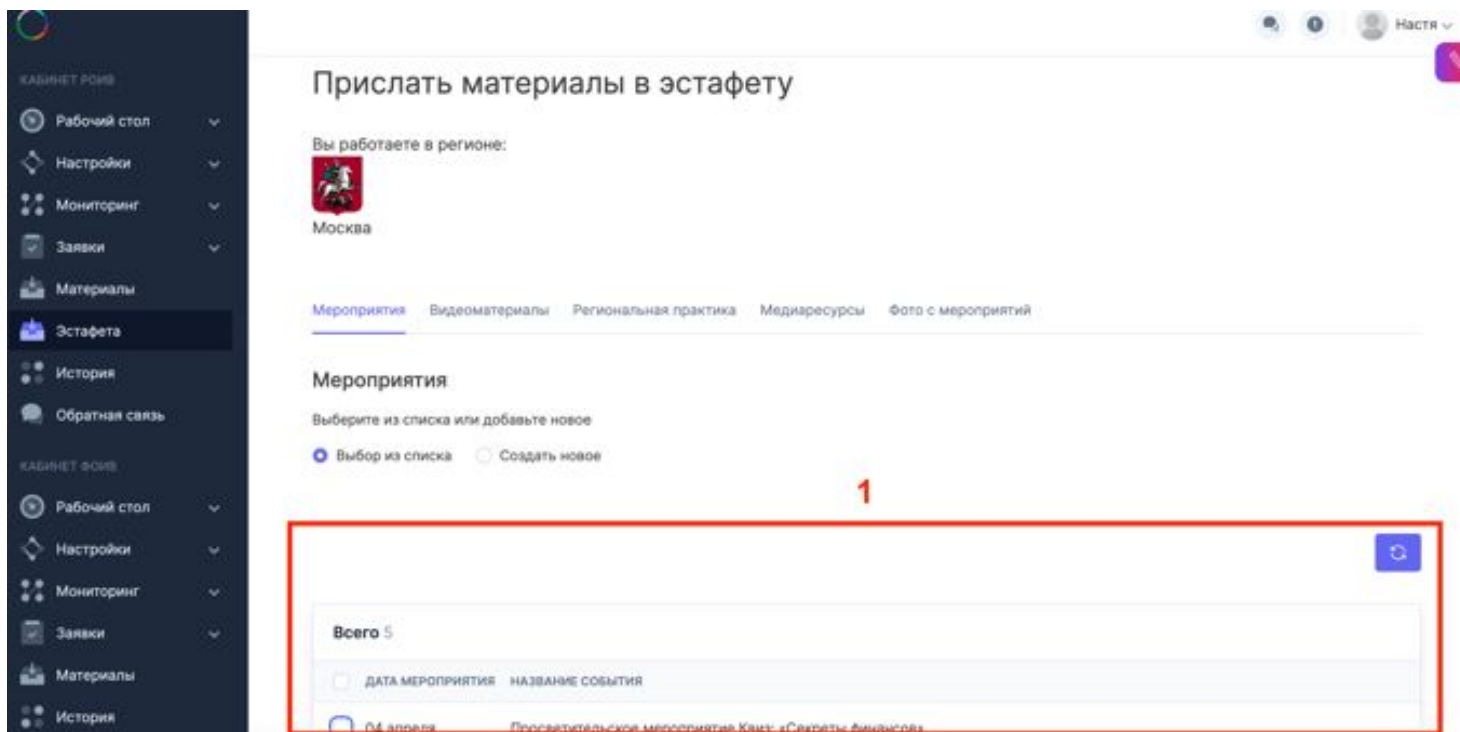 Настя
КАБИНЕТ РОИВ
Рабочий стол
Настройки
Мониторинг
Заявки
Материалы
Эстафета
История
Обратная связь
КАБИНЕТ ФОИВ
Рабочий стол
Настройки
Мониторинг
Заявки
Материалы
История
Прислать материалы в эстафету
Вы работаете в регионе:
Москва
Мероприятия Видеоматериалы Региональная практика Медиаресурсы Фото с мероприятий
Мероприятия
Выберите из списка или добавьте новое
Выбор из списка Создать новое
1
Всего 5
ДАТА МЕРОПРИЯТИЯ НАЗВАНИЕ СОБЫТИЯ
04 апреля Просветительское мероприятие Квиз: «Секреты финансов»